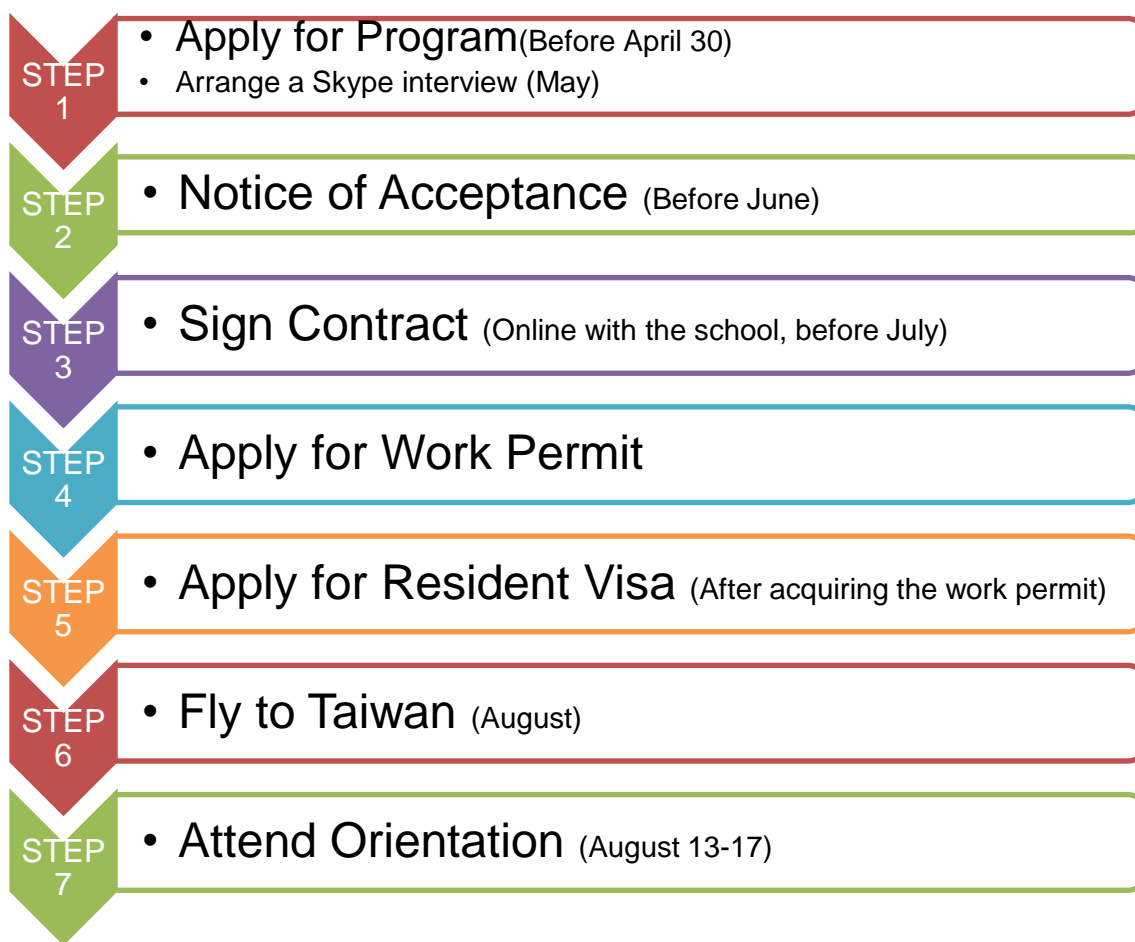 STEP 1
• Apply for Program(Before April 30)
• Arrange a Skype interview (May)
STEP 2
• Notice of Acceptance (Before June)
STEP 3
• Sign Contract (Online with the school, before July)
STEP 4
• Apply for Work Permit
STEP 5
• Apply for Resident Visa (After acquiring the work permit)
STEP 6
• Fly to Taiwan (August)
STEP 7
• Attend Orientation (August 13-17)